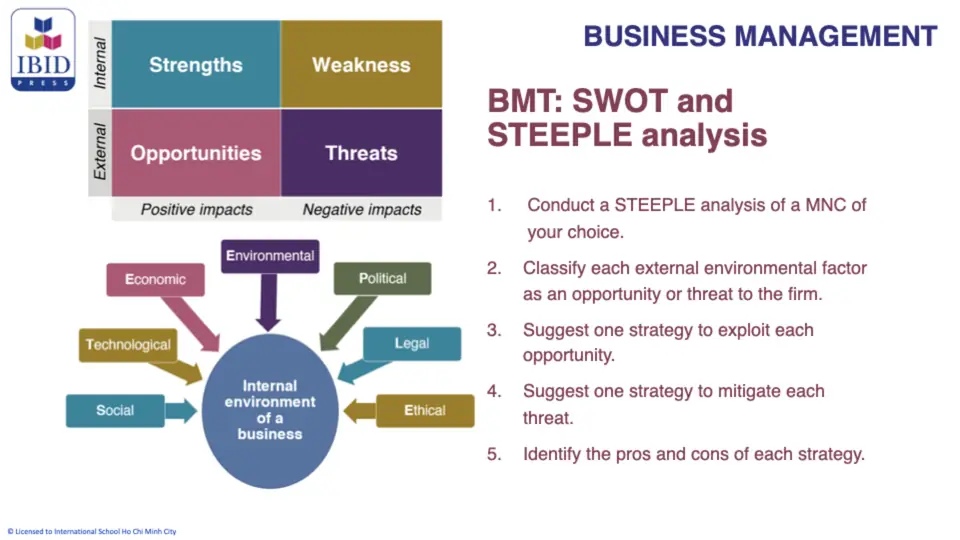 IBID
PRESS
BUSINESS MANAGEMENT
Internal
Strengths
Weakness
External
Opportunities
Threats
Positive impacts
Negative impacts
BMT: SWOT and
STEEPLE analysis
1. Conduct a STEEPLE analysis of a MNC of
your choice.
2. Classify each external environmental factor
as an opportunity or threat to the firm.
3. Suggest one strategy to exploit each
opportunity.
4. Suggest one strategy to mitigate each
threat.
5. Identify the pros and cons of each strategy.
Environmental
Economic
Political
Technological
Legal
Social
Ethical
Internal
environment
of a
business
© Licensed to International School Ho Chi Minh City